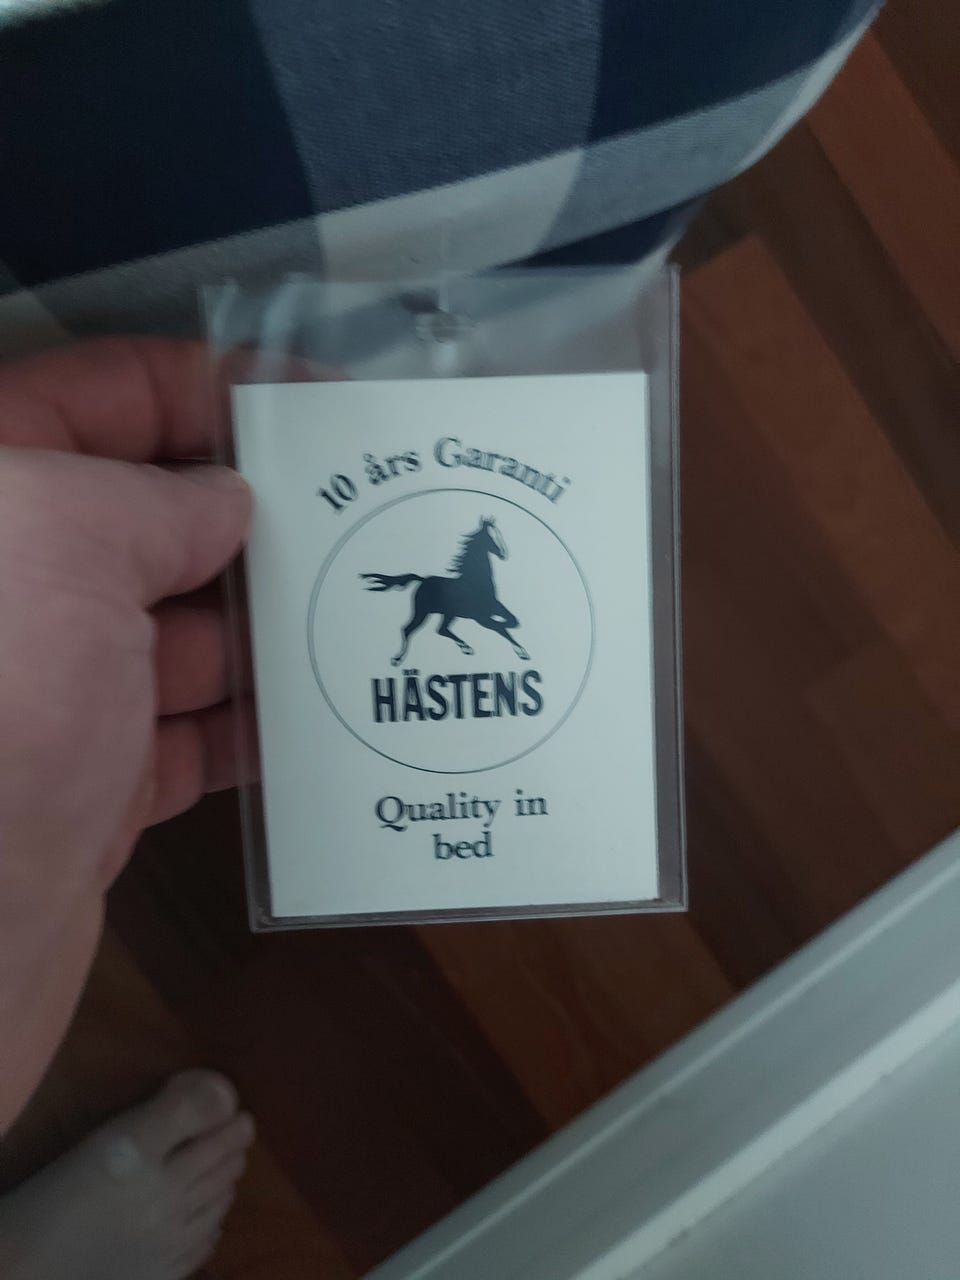 10 års Garanti
HÄSTENS
Quality in
bed